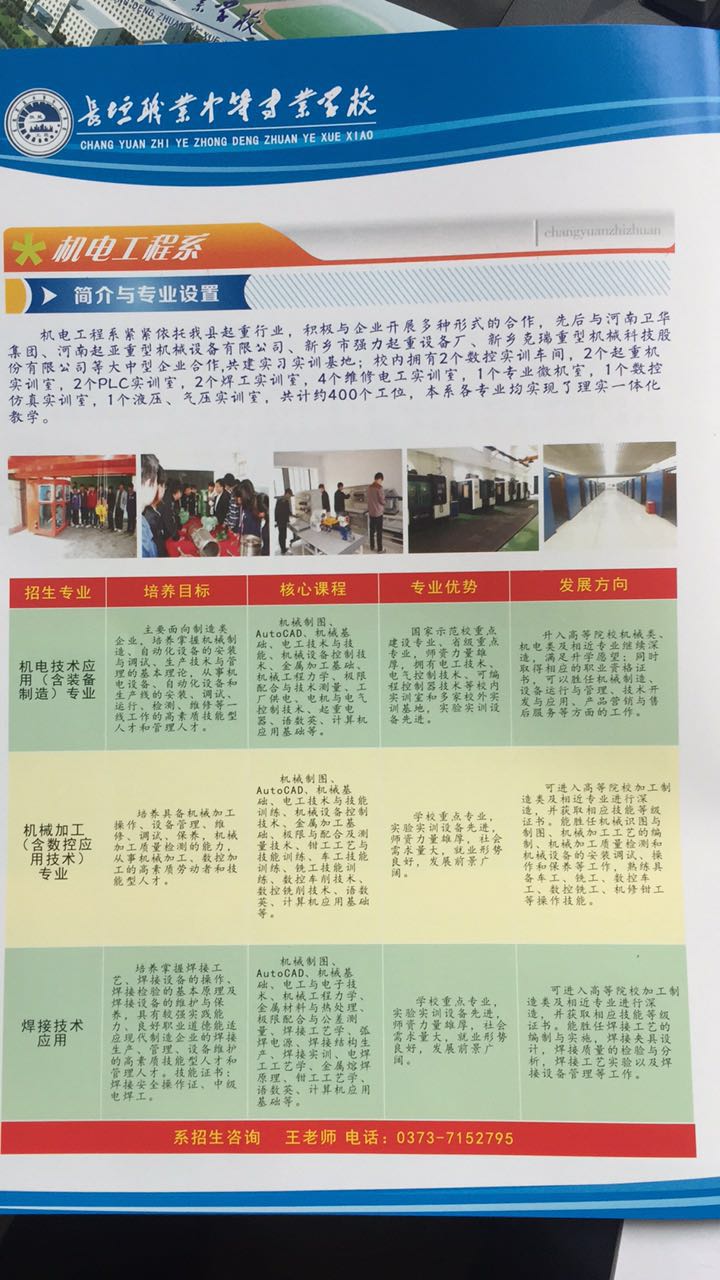 长垣职业中等专业学校
CHANG YUAN ZHI YE ZHONG DENG ZHUAN YE XUE XIAO
changyuanzhizhuan
机电工程系
简介与专业设置
机电工程系紧紧依托我县起重行业，积极与企业开展多种形式的合作，先后与河南卫华
集团、河南起亚重型机械设备有限公司、新乡市强力起重设备厂、新乡克瑞重型机械科技股
份有限公司等大中型企业合作共建实习实训基地；校内拥有2个数控实训车间，2个起重机
实训室，2个PLC实训室，2个焊工实训室，4个维修电工实训室，1个专业微机室，1个数控
仿真实训室，1个液压、气压实训室，共计约400个工位，本系各专业均实现了理实一体化
教学。
招生专业 培养目标 核心课程 专业优势 发展方向
机电技术应
用（含装备
制造）专业
主要面向制造类
企业，培养掌握机械制
造、自动化设备的安装
与调试、生产技术与管
理的基本理论，从事机
电设备、自动化设备和
生产线的安装、调试、
运行、检测、维修等一
线工作的高素质技能型
人才和管理人才。
机械制图、
AutoCAD、机械基
础、电工技术与技
能、机械设备控制技
术、金属加工基础、
机械工程力学、极限
配合与技术测量、工
厂供电、电机与电气
控制技术、起重电
器、语数英、计算机
应用基础等。
国家示范校重点
建设专业、省级重点
专业，师资力量雄
厚，拥有电工技术、
电气控制技术、可编
程控制器技术等校内
实训室和多家校外实
训基地，实验实训设
备先进。
升入高等院校机械类、
机电类及相近专业继续深
造，满足升学愿望；同时
取得相应的职业资格证
书，可以胜任机械制造、
设备运行与管理、技术开
发与应用、产品营销与售
后服务等方面的工作。
机械加工
（含数控应
用技术）
专业
培养具备机械加工
操作、设备管理、维
修、调试、保养，机械
加工质量检测的能力，
从事机械加工、数控加
工的高素质劳动者和技
能型人才。
机械制图、
AutoCAD、机械基
础、电工技术与技能
训练、机械设备控制
技术、金属加工基
础、极限与配合及测
量技术、钳工工艺与
技能训练、车工技能
训练、铣工技能训
练、数控车削技术、
数控铣削技术、语数
英、计算机应用基础
等。
学校重点专业，
实验实训设备先进，
师资力量雄厚，社会
需求量大，就业形势
良好，发展前景广
阔。
可进入高等院校加工制
造类及相近专业进行深
造，并获取相应技能等级
证书。能胜任机械识图与
制图、机械加工工艺的编
制、机械加工质量检测和
机械设备的安装调试、操
作和保养等工作，熟练具
备车工、铣工、数控车
工、数控铣工、机修钳工
等操作技能。
焊接技术
应用
培养掌握焊接工
艺、焊接设备的操作、
焊接检验的基本原理及
焊接设备的维护与保
养，具有较强实践能
力、良好职业道德能适
应现代制造企业的焊接
生产、管理、设备维护
的高素质技能型人才和
管理人才。技能证书：
焊接安全操作证、中级
电焊工。
机械制图、
AutoCAD、机械基
础、电工与电子技
术、机械工程力学、
金属材料与热处理、
极限配合与公差测
量、焊接工艺学、弧
焊电源、焊接结构生
产、焊接实训、电焊
工工艺学、金属熔焊
原理、钳工工艺学、
语数英、计算机应用
基础等。
学校重点专业，
实验实训设备先进，
师资力量雄厚，社会
需求量大，就业形势
良好，发展前景广
阔。
可进入高等院校加工制
造类及相近专业进行深
造，并获取相应技能等级
证书。能胜任焊接工艺的
编制与实施，焊接夹具设
计，焊接质量的检验与分
析，焊接工艺实验以及焊
接设备管理等工作。
系招生咨询 王老师 电话：0373-7152795